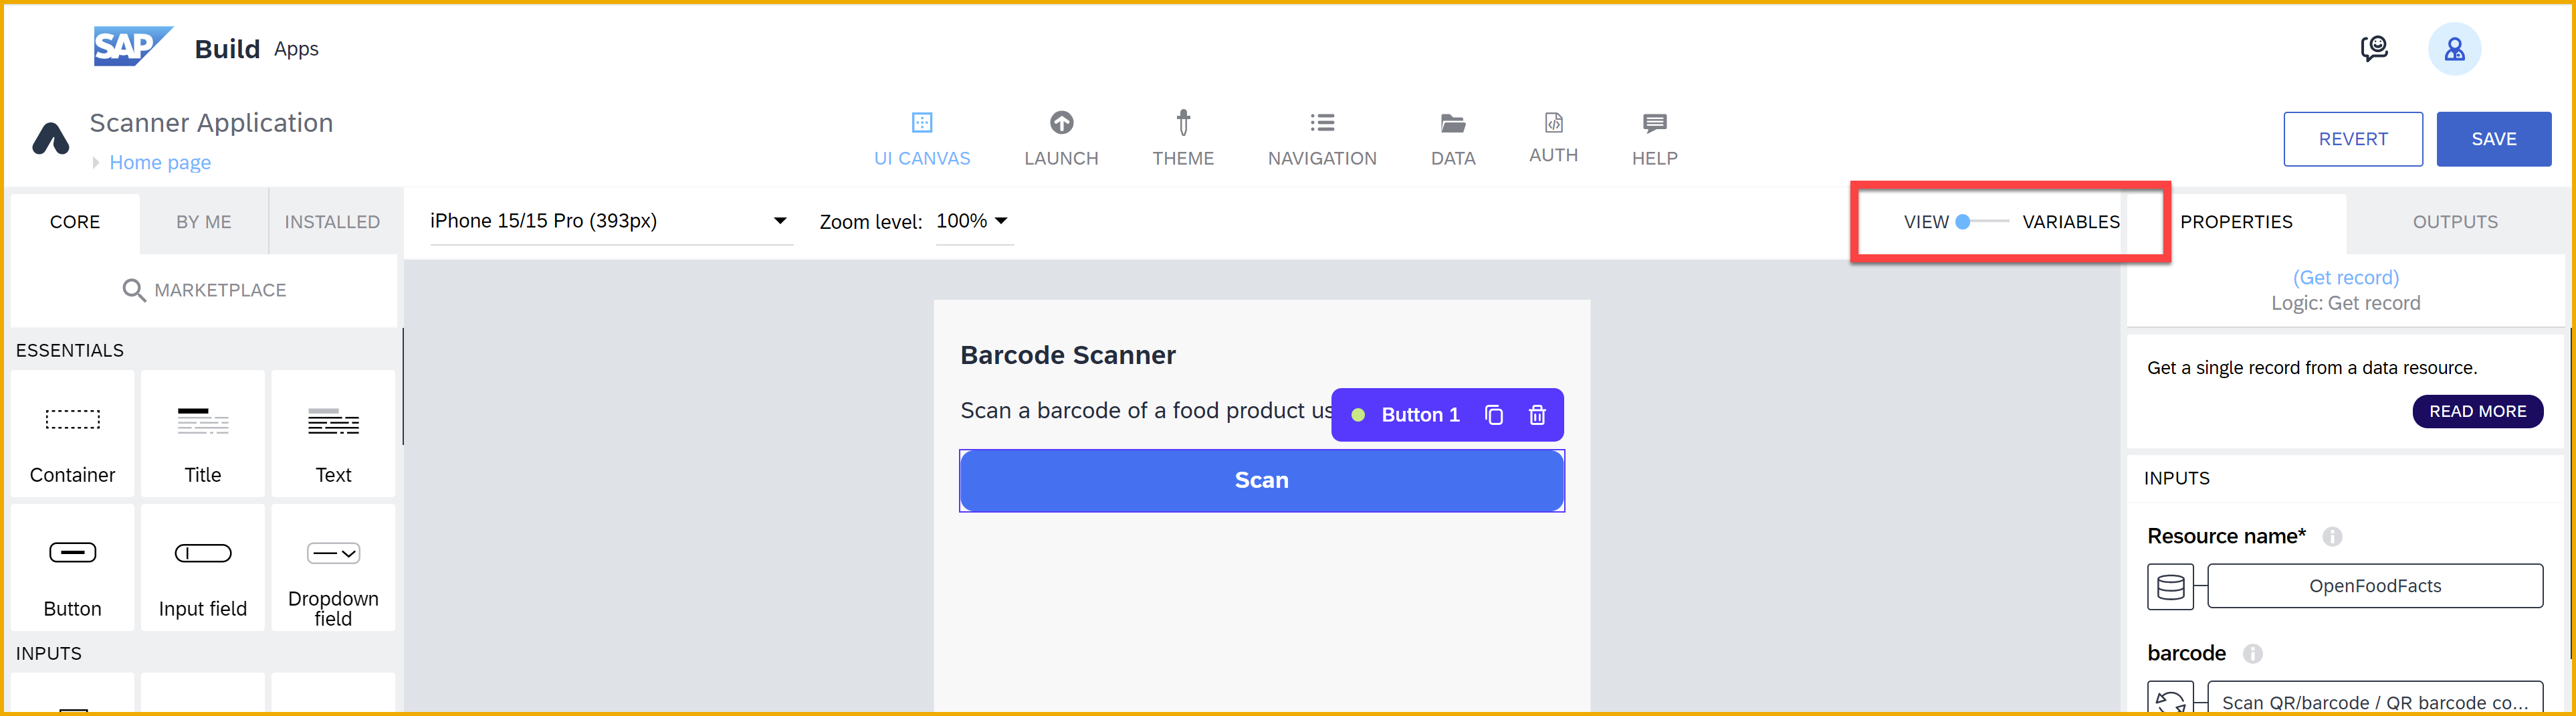 SAP Build Apps
Scanner Application
Home page
UI CANVAS LAUNCH THEME NAVIGATION DATA AUTH HELP
REVERT SAVE
CORE BY ME INSTALLED
iPhone 15/15 Pro (393px) Zoom level: 100%
VIEW VARIABLES
PROPERTIES OUTPUTS
MARKETPLACE
(Get record)
Logic: Get record
ESSENTIALS
Barcode Scanner
Get a single record from a data resource.
Scan a barcode of a food product us
Button 1
READ MORE
Container Title Text
Scan
INPUTS
Resource name*
OpenFoodFacts
Button Input field Dropdown
field
INPUTS
barcode
Scan QR/barcode / QR barcode co...